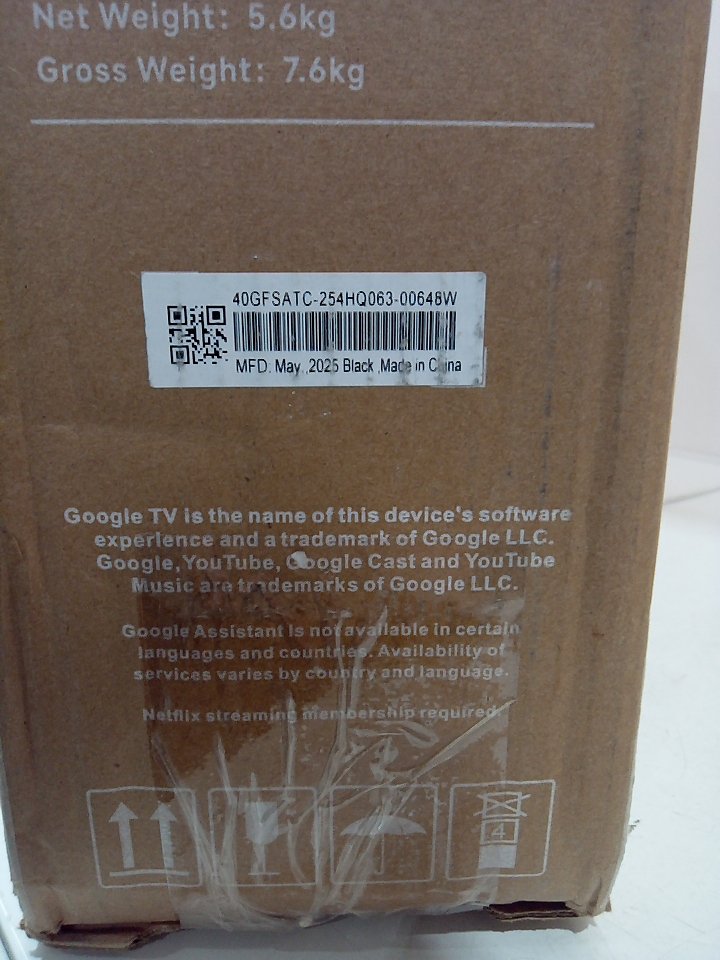 Net Weight: 5.6kg
Gross Weight: 7.6kg
40GFSATC-254HQ063-00648W
MFD. May ,2025 Black ,Made in China
Google TV is the name of this device's software
experience and a trademark of Google LLC.
Google,YouTube, Google Cast and YouTube
Music are trademarks of Google LLC.
Google Assistant is not available in certain
languages and countries. Availability of
services varies by country and language.
Netflix streaming membership required.
4